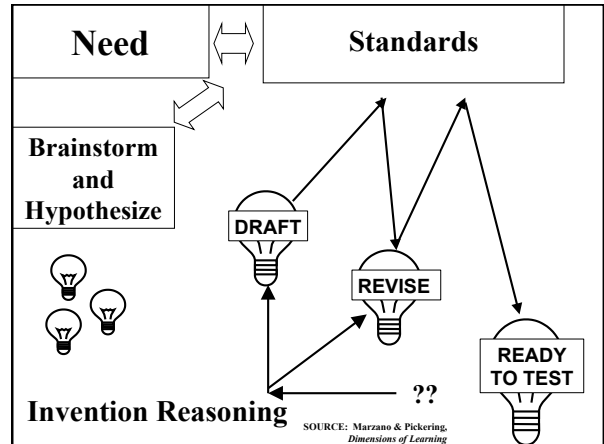 Need
Standards
Brainstorm
and
Hypothesize
DRAFT
REVISE
READY
TO TEST
??
Invention Reasoning
SOURCE: Marzano & Pickering,
Dimensions of Learning